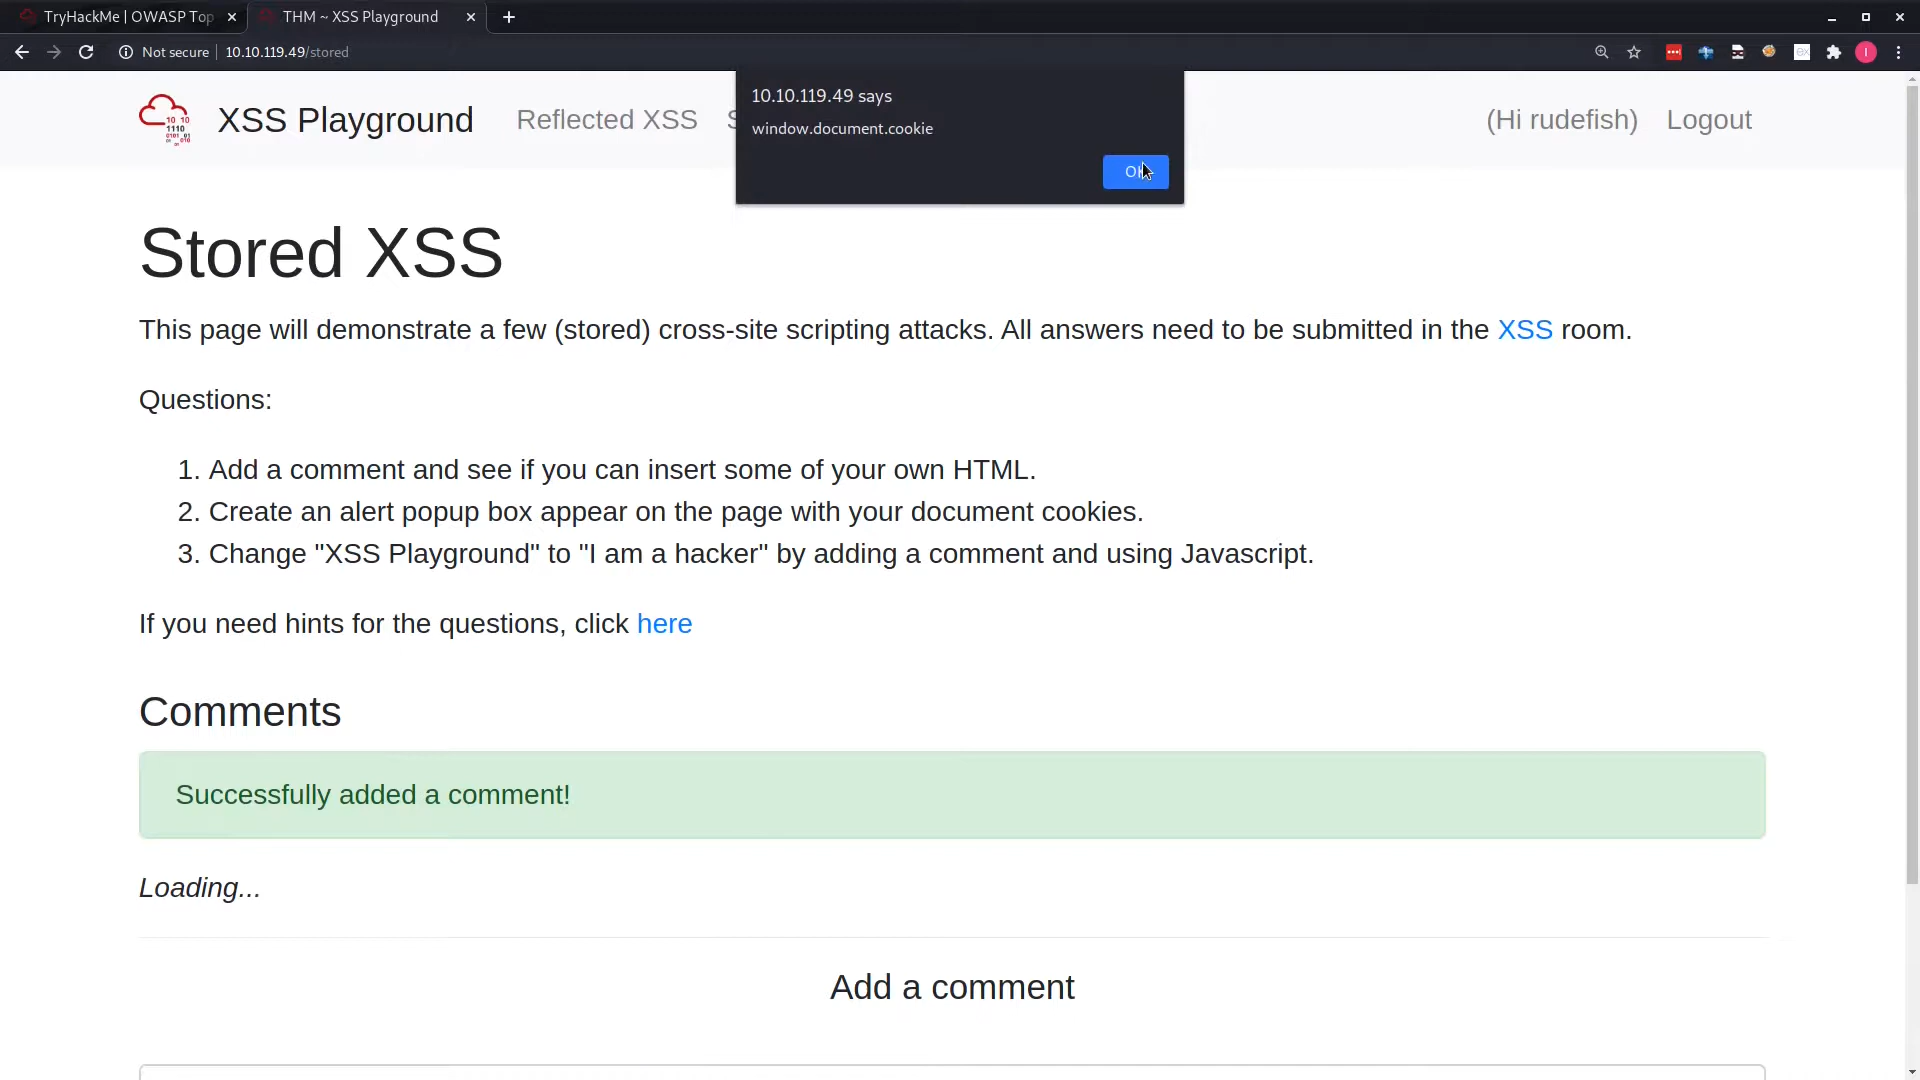 TryHackMe | OWASP Top
THM ~ XSS Playground
Not secure
10.10.119.49/stored
10.10.119.49 says
window.document.cookie
XSS Playground
Reflected XSS
(Hi rudefish)
Logout
Stored XSS
This page will demonstrate a few (stored) cross-site scripting attacks. All answers need to be submitted in the XSS room.
Questions:
1. Add a comment and see if you can insert some of your own HTML.
2. Create an alert popup box appear on the page with your document cookies.
3. Change "XSS Playground" to "I am a hacker" by adding a comment and using Javascript.
If you need hints for the questions, click here
Comments
Successfully added a comment!
Loading...
Add a comment